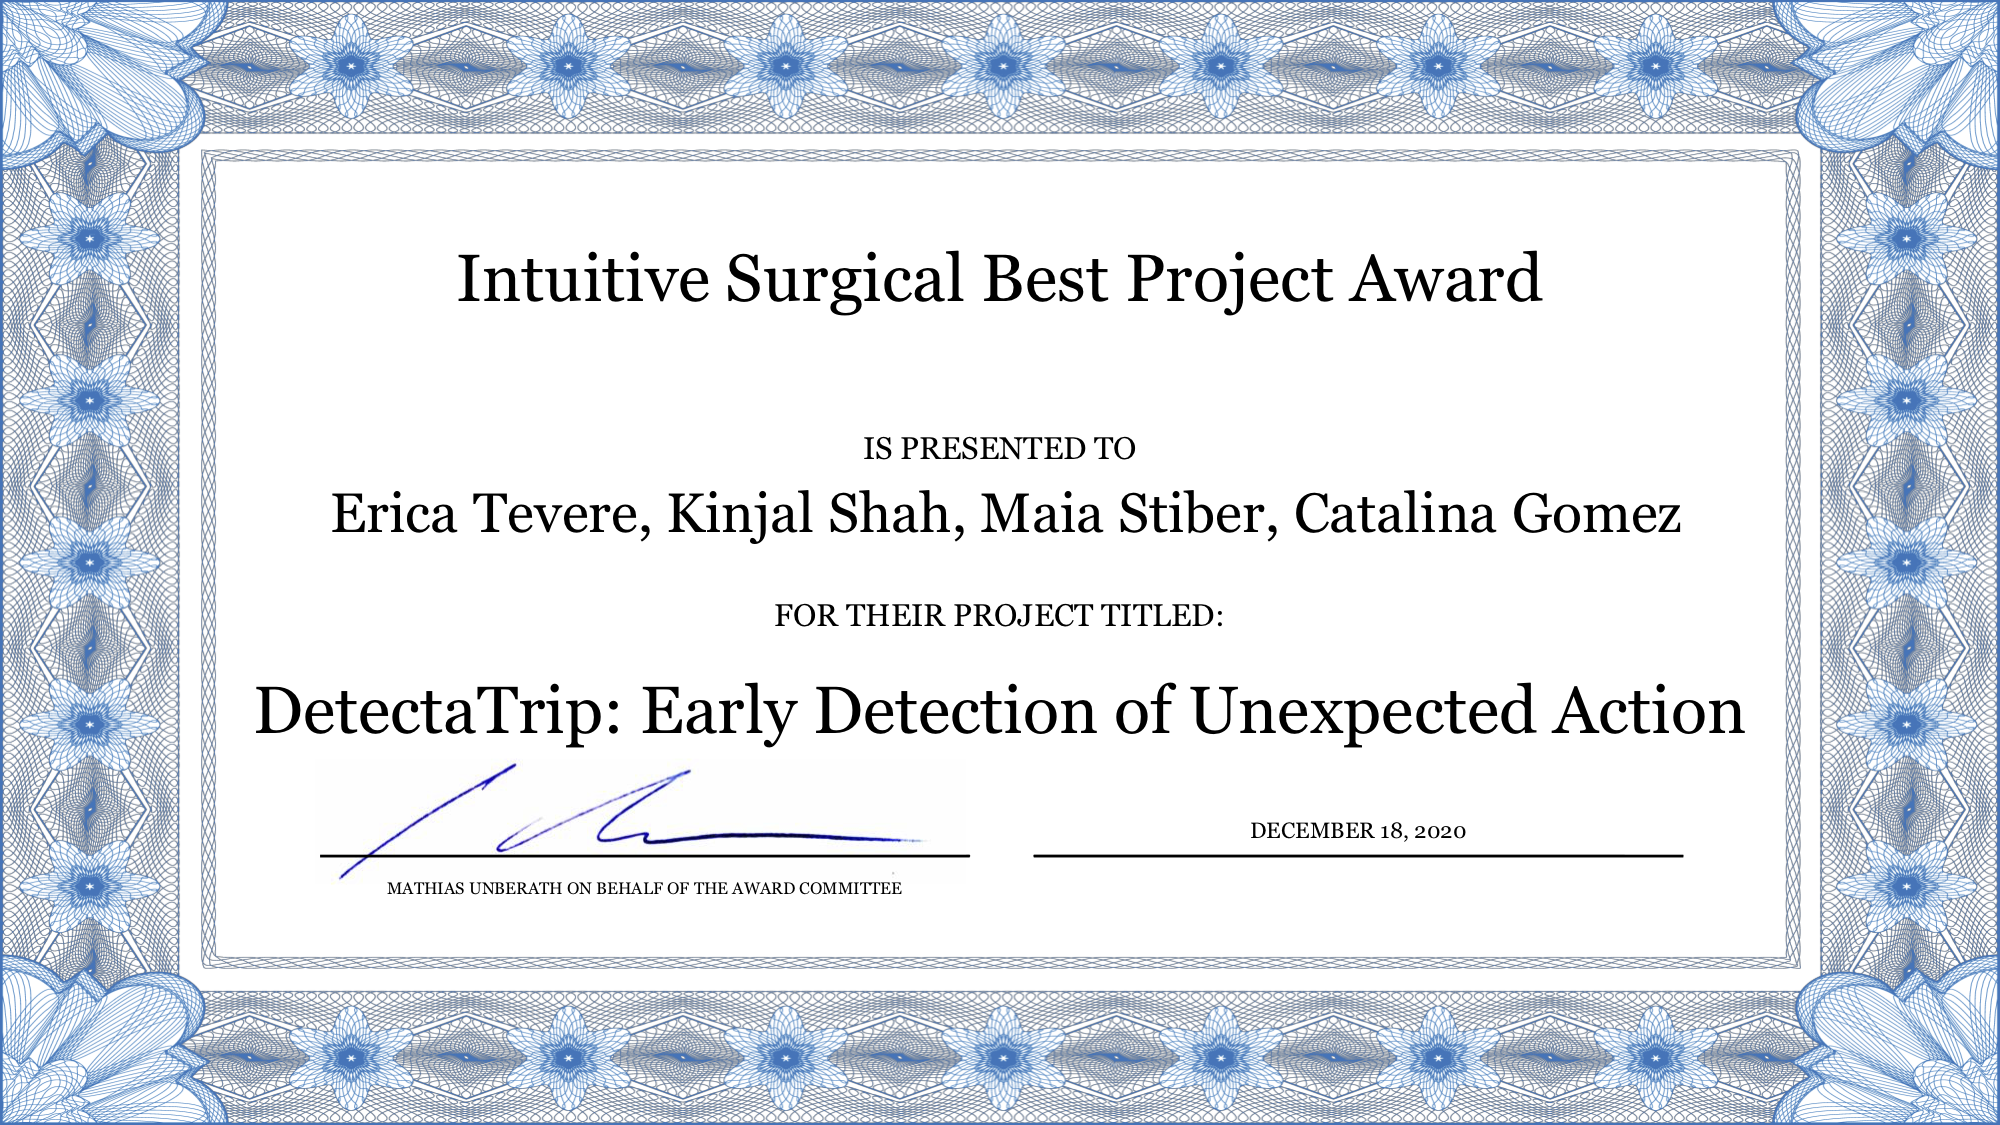 Intuitive Surgical Best Project Award
IS PRESENTED TO
Erica Tevere, Kinjal Shah, Maia Stiber, Catalina Gomez
FOR THEIR PROJECT TITLED:
DetectaTrip: Early Detection of Unexpected Action
DECEMBER 18, 2020
MATHIAS UNBERATH ON BEHALF OF THE AWARD COMMITTEE